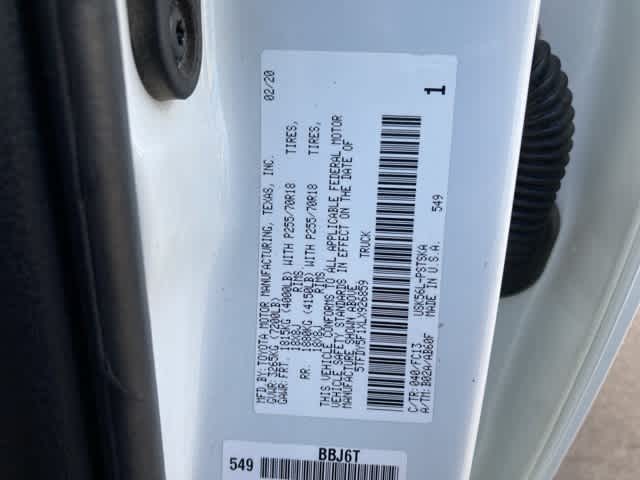 MFD BY: TOYOTA MOTOR MANUFACTURING, TEXAS, INC. 02/20
GVWR: 3265KG (7200LB)
GAWR: FRT. 1815KG (4000LB) WITH P255/70R18 TIRES,
18X8J RIMS
RR. 1880KG (4150LB) WITH P255/70R18 TIRES,
18X8J RIMS
THIS VEHICLE CONFORMS TO ALL APPLICABLE FEDERAL MOTOR
VEHICLE SAFETY STANDARDS IN EFFECT ON THE DATE OF
MANUFACTURE SHOWN ABOVE.
5TFDY5F1XLX926859 TRUCK
C/TR: 040/FC13 USK56L-PSTSKA 549
A/TM: B02A/AB60F MADE IN U.S.A.
1
BBJ6T
549